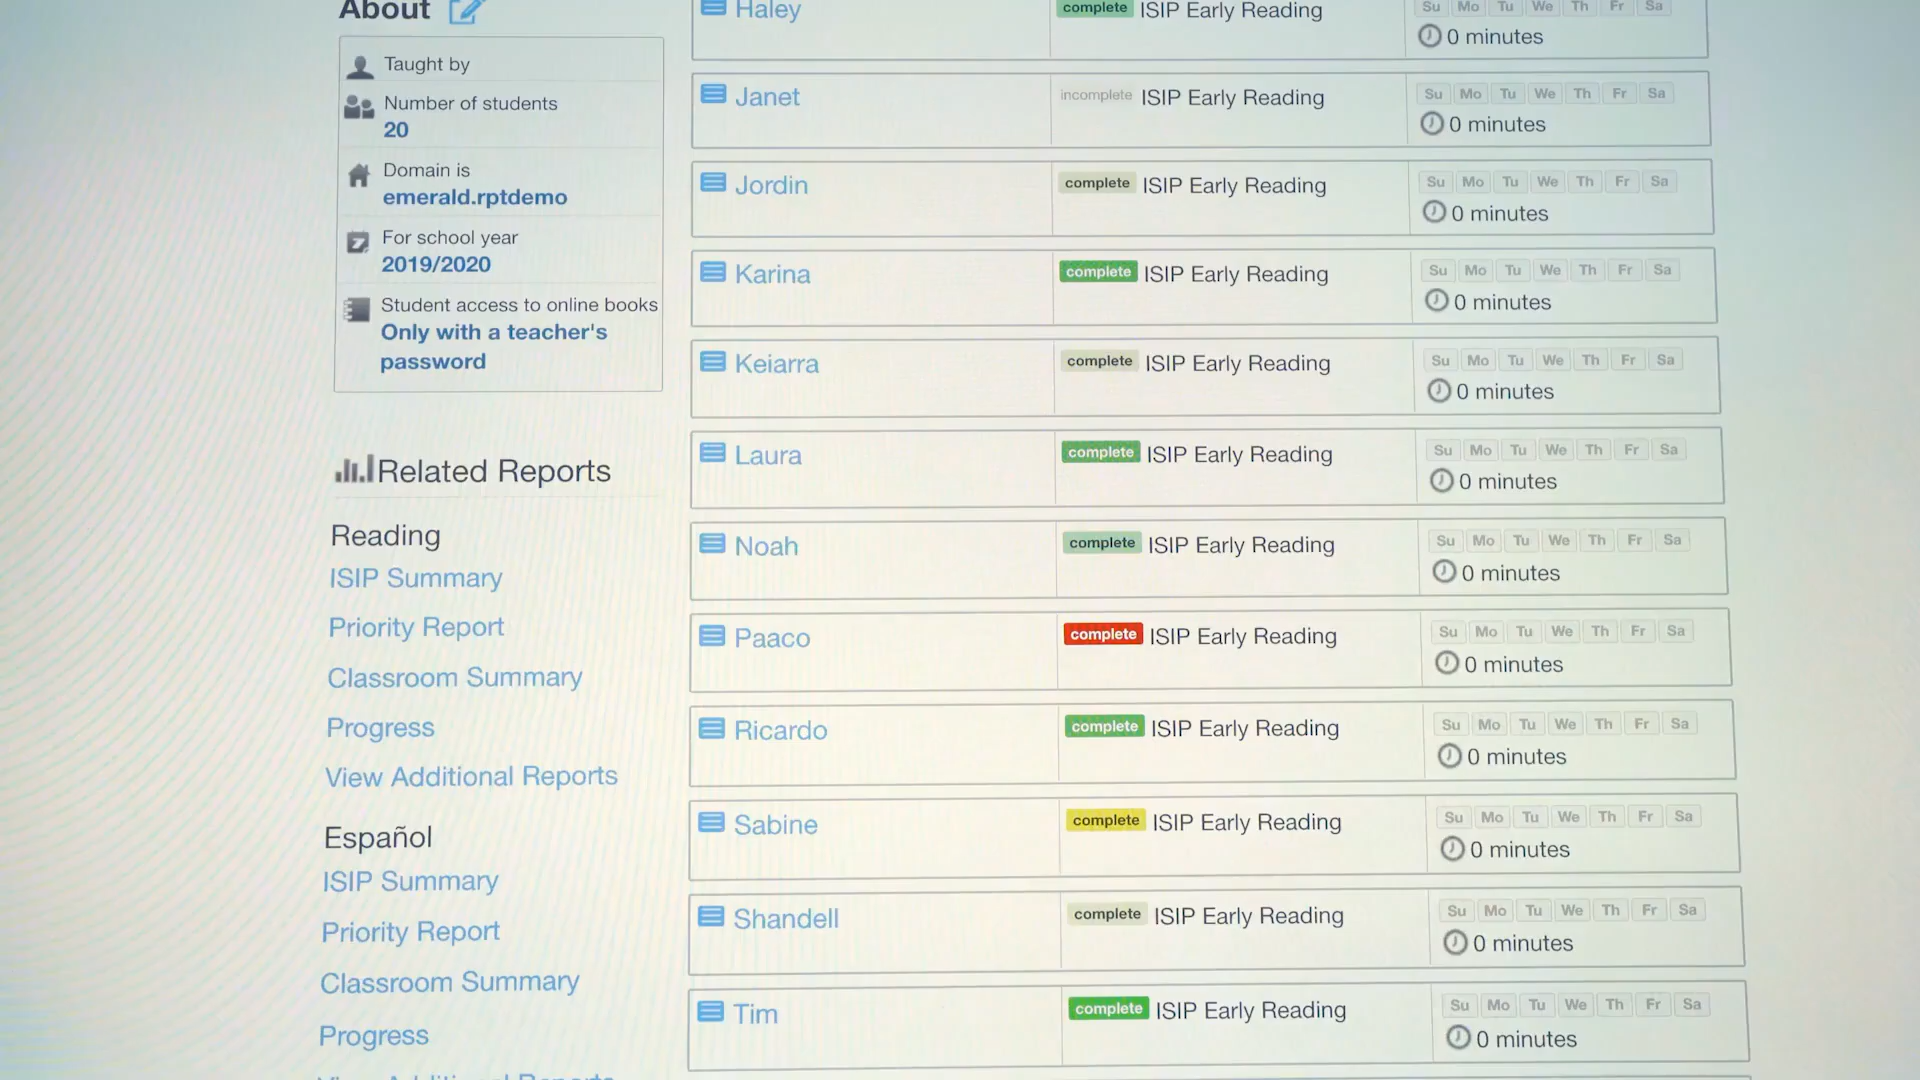 About
Taught by
Number of students
20
Domain is
emerald.rptdemo
For school year
2019/2020
Student access to online books
Only with a teacher's
password
Related Reports
Reading
ISIP Summary
Priority Report
Classroom Summary
Progress
View Additional Reports
Español
ISIP Summary
Priority Report
Classroom Summary
Progress
View Additional Reports
Haley complete ISIP Early Reading Su Mo Tu We Th Fr Sa
0 minutes
Janet incomplete ISIP Early Reading Su Mo Tu We Th Fr Sa
0 minutes
Jordin complete ISIP Early Reading Su Mo Tu We Th Fr Sa
0 minutes
Karina complete ISIP Early Reading Su Mo Tu We Th Fr Sa
0 minutes
Keiarra complete ISIP Early Reading Su Mo Tu We Th Fr Sa
0 minutes
Laura complete ISIP Early Reading Su Mo Tu We Th Fr Sa
0 minutes
Noah complete ISIP Early Reading Su Mo Tu We Th Fr Sa
0 minutes
Paaco complete ISIP Early Reading Su Mo Tu We Th Fr Sa
0 minutes
Ricardo complete ISIP Early Reading Su Mo Tu We Th Fr Sa
0 minutes
Sabine complete ISIP Early Reading Su Mo Tu We Th Fr Sa
0 minutes
Shandell complete ISIP Early Reading Su Mo Tu We Th Fr Sa
0 minutes
Tim complete ISIP Early Reading Su Mo Tu We Th Fr Sa
0 minutes